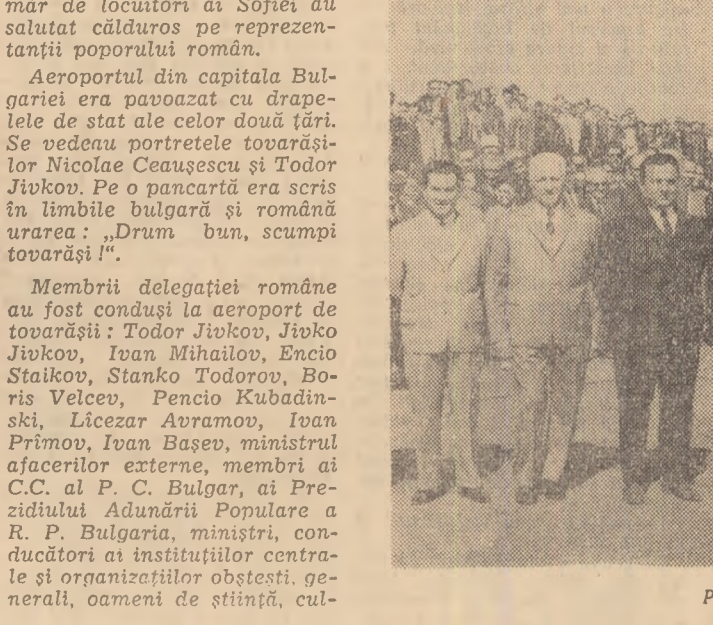 măr de locuitori ai Sofiei au
salutat călduros pe reprezen-
tanții poporului român.
Aeroportul din capitala Bul-
gariei era pavoazat cu drape-
lele de stat ale celor două țări.
Se vedeau portretele tovarăși-
lor Nicolae Ceaușescu și Todor
Jivkov. Pe o pancartă era scris
în limbile bulgară și română
urarea : „Drum bun, scumpi
tovarăși !“.
Membrii delegației române
au fost conduși la aeroport de
tovarășii : Todor Jivkov, Jivko
Jivkov, Ivan Mihailov, Encio
Staikov, Stanko Todorov, Bo-
ris Velcev, Pencio Kubadin-
ski, Lîcezar Avramov, Ivan
Prîmov, Ivan Bașev, ministrul
afacerilor externe, membri ai
C.C. al P. C. Bulgar, ai Pre-
zidiului Adunării Populare a
R. P. Bulgaria, miniștri, con-
ducători ai instituțiilor centra-
le și organizațiilor obștești, ge-
nerali, oameni de știință, cul-